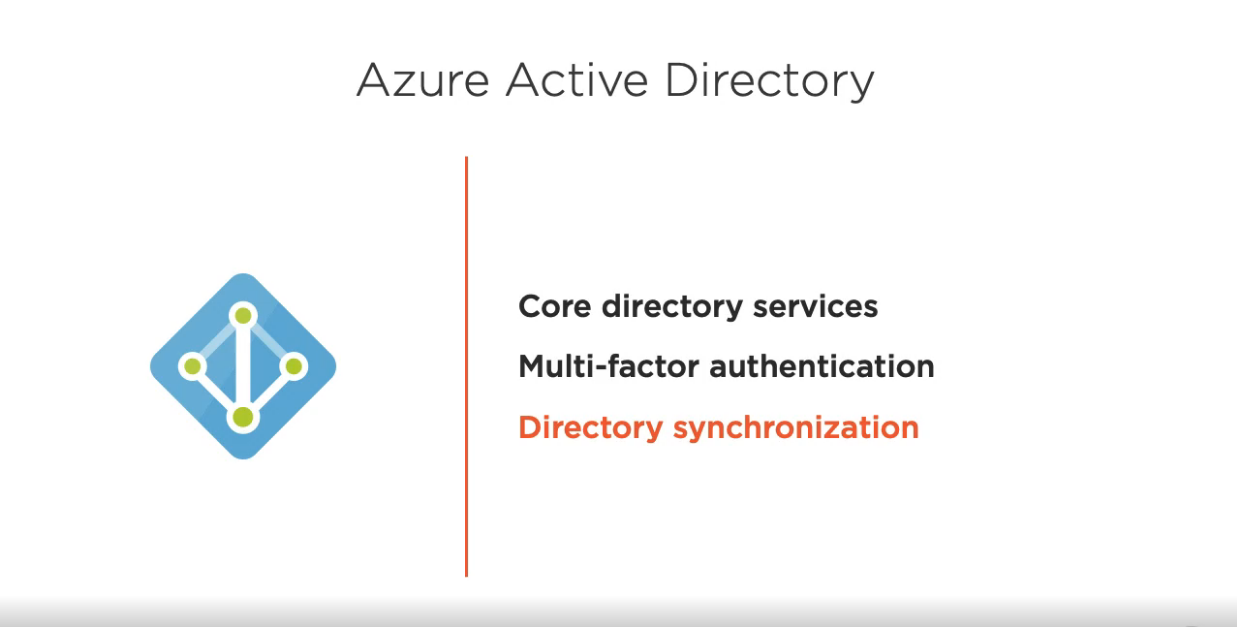 Azure Active Directory
Core directory services
Multi-factor authentication
Directory synchronization